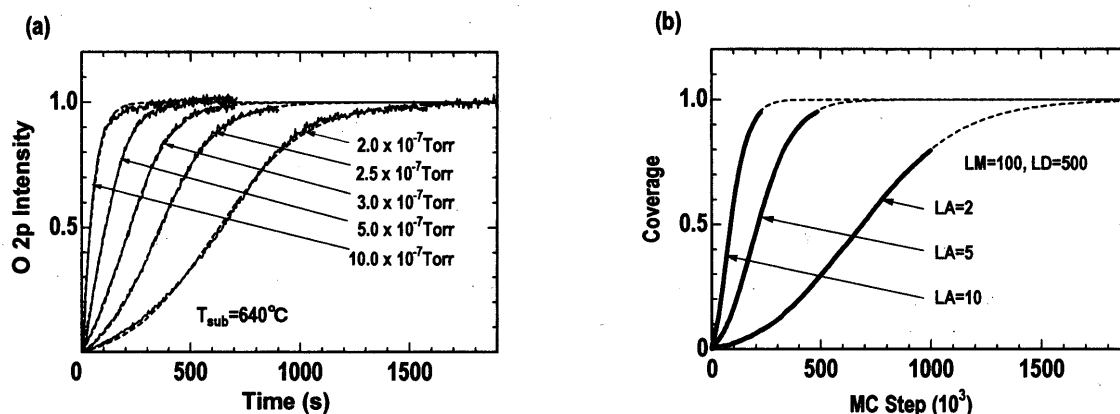 (a)
O 2p Intensity
1.0
0.5
2.0 x 10⁻⁷Torr
2.5 x 10⁻⁷Torr
3.0 x 10⁻⁷Torr
5.0 x 10⁻⁷Torr
10.0 x 10⁻⁷Torr
T_sub=640°C
0 500 1000 1500
Time (s)
(b)
Coverage
1.0
0.5
0
LM=100, LD=500
LA=2
LA=5
LA=10
0 500 1000 1500
MC Step (10³)